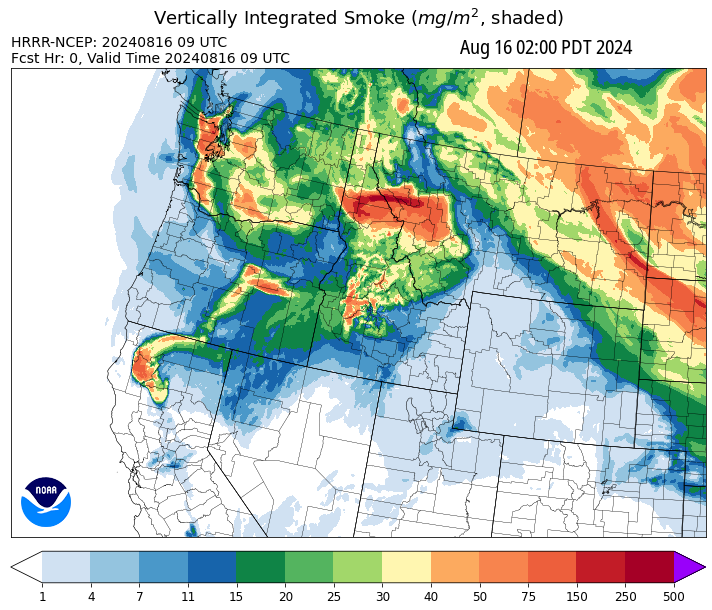 Vertically Integrated Smoke (mg/m², shaded)
HRRR-NCEP: 20240816 09 UTC
Aug 16 02:00 PDT 2024
Fcst Hr: 0, Valid Time 20240816 09 UTC
NOAA
1 4 7 11 15 20 25 30 40 50 75 150 250 500